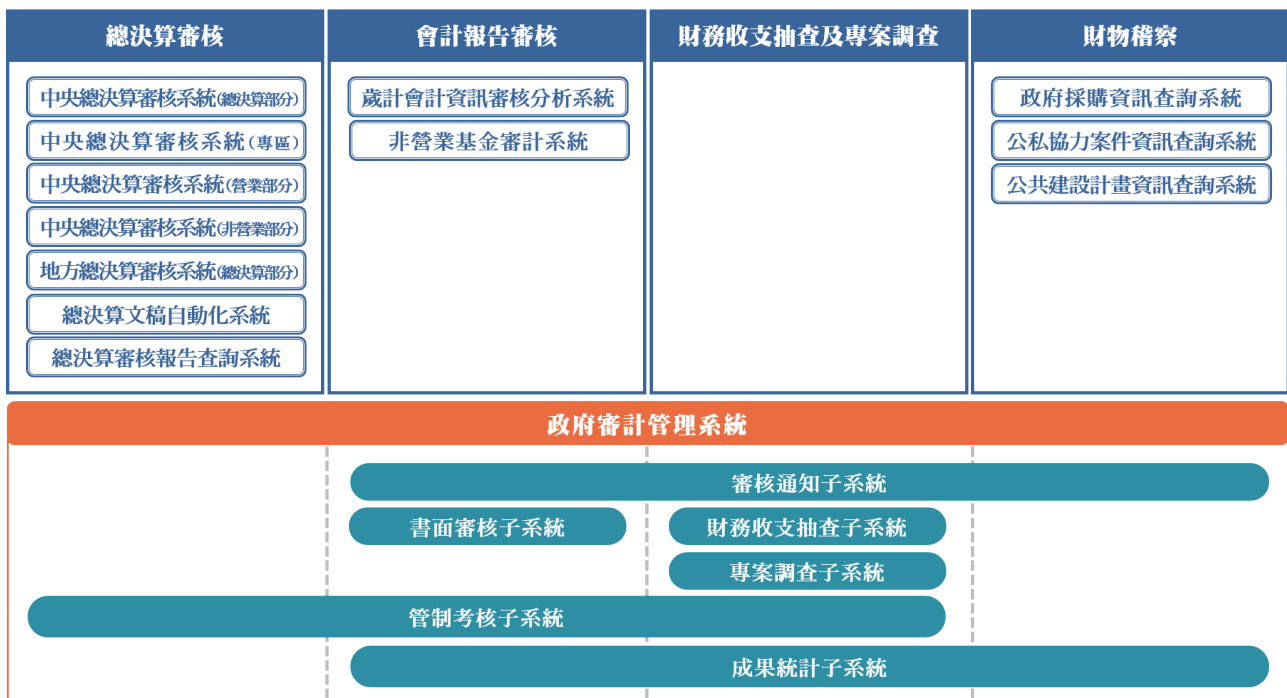 總決算審核
會計報告審核
財務收支抽查及專案調查
財物稽察
中央總決算審核系統(總決算部分)
中央總決算審核系統(專區)
中央總決算審核系統(營業部分)
中央總決算審核系統(非營業部分)
地方總決算審核系統(總決算部分)
總決算文稿自動化系統
總決算審核報告查詢系統
歲計會計資訊審核分析系統
非營業基金審計系統
政府採購資訊查詢系統
公私協力案件資訊查詢系統
公共建設計畫資訊查詢系統
政府審計管理系統
審核通知子系統
書面審核子系統
財務收支抽查子系統
專案調查子系統
管制考核子系統
成果統計子系統